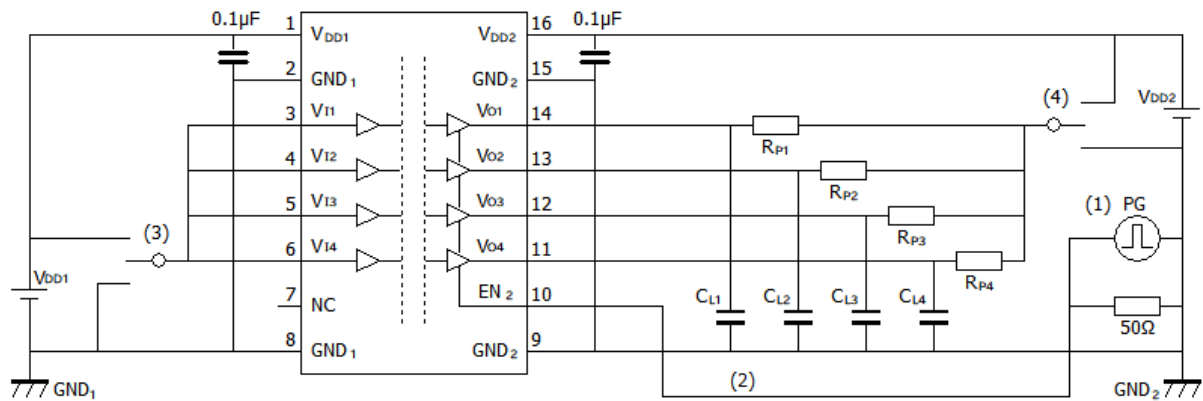 0.1μF 1 16 0.1μF
VDD1 VDD2
2 GND1 GND2 15
3 VI1 VO1 14 (4) VDD2
RP1
4 VI2 VO2 13
RP2
5 VI3 VO3 12 (1) PG
(3) RP3
6 VI4 VO4 11
VDD1 RP4
7 NC EN2 10 CL1 CL2 CL3 CL4
50Ω
8 GND1 GND2 9
GND1 (2) GND2